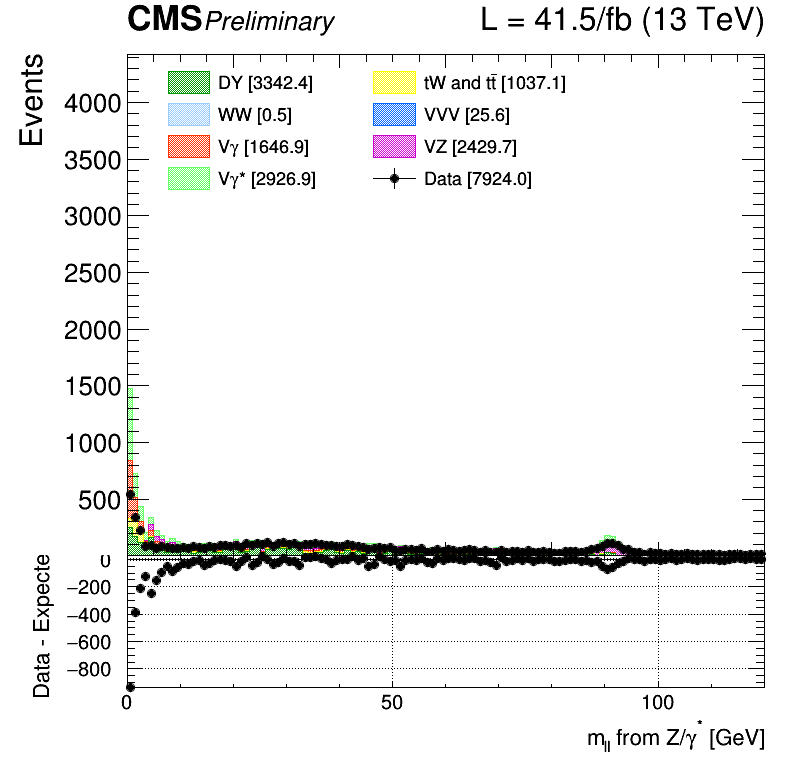 CMS Preliminary L = 41.5/fb (13 TeV)
Events
DY [3342.4]
WW [0.5]
Vγ [1646.9]
Vγ* [2926.9]
tW and tt̄ [1037.1]
VVV [25.6]
VZ [2429.7]
Data [7924.0]
4000
3500
3000
2500
2000
1500
1000
500
Data - Expecte
0
−200
−400
−600
−800
0 50 100
m_ll from Z/γ* [GeV]